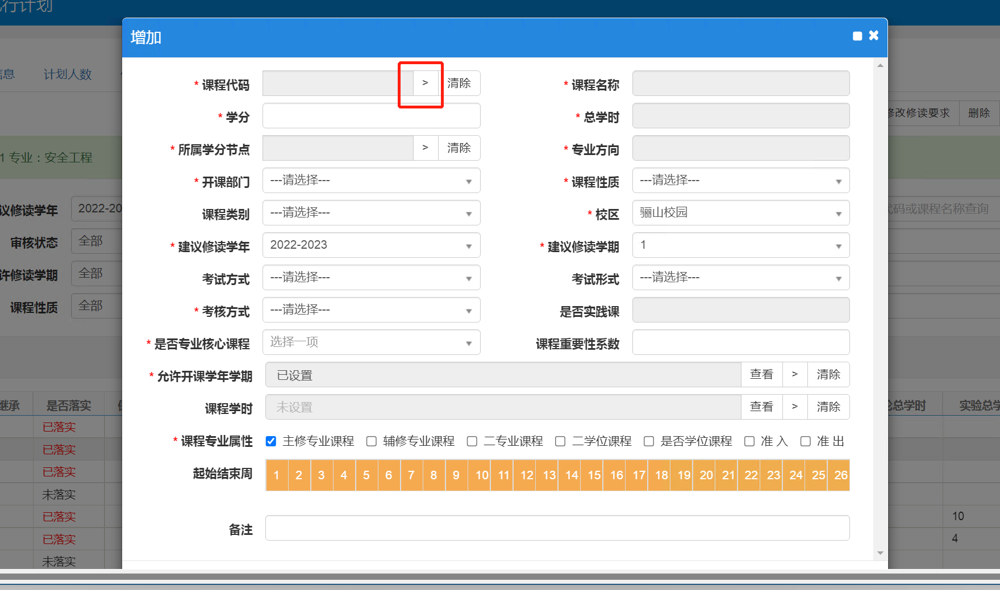 行计划
增加
信息 计划人数
* 课程代码 > 清除 * 课程名称
* 学分 * 总学时
修改修读要求 删除
* 所属学分节点 > 清除 * 专业方向
1 专业：安全工程
* 开课部门 ---请选择--- * 课程性质 ---请选择---
议修读学年 2022-20
课程类别 ---请选择--- * 校区 骊山校园
代码或课程名称查询
审核状态 全部
* 建议修读学年 2022-2023 * 建议修读学期 1
许修读学期 全部
考试方式 ---请选择--- 考试形式 ---请选择---
课程性质 全部
* 考核方式 ---请选择--- 是否实践课
* 是否专业核心课程 选择一项 课程重要性系数
* 允许开课学年学期 已设置 查看 > 清除
继承 是否落实
课程学时 未设置 查看 > 清除
总学时 实验总学
已落实
* 课程专业属性 主修专业课程 辅修专业课程 二专业课程 二学位课程 是否学位课程 准入 准出
已落实
起始结束周 1 2 3 4 5 6 7 8 9 10 11 12 13 14 15 16 17 18 19 20 21 22 23 24 25 26
已落实
未落实
已落实 10
备注
已落实 4
未落实